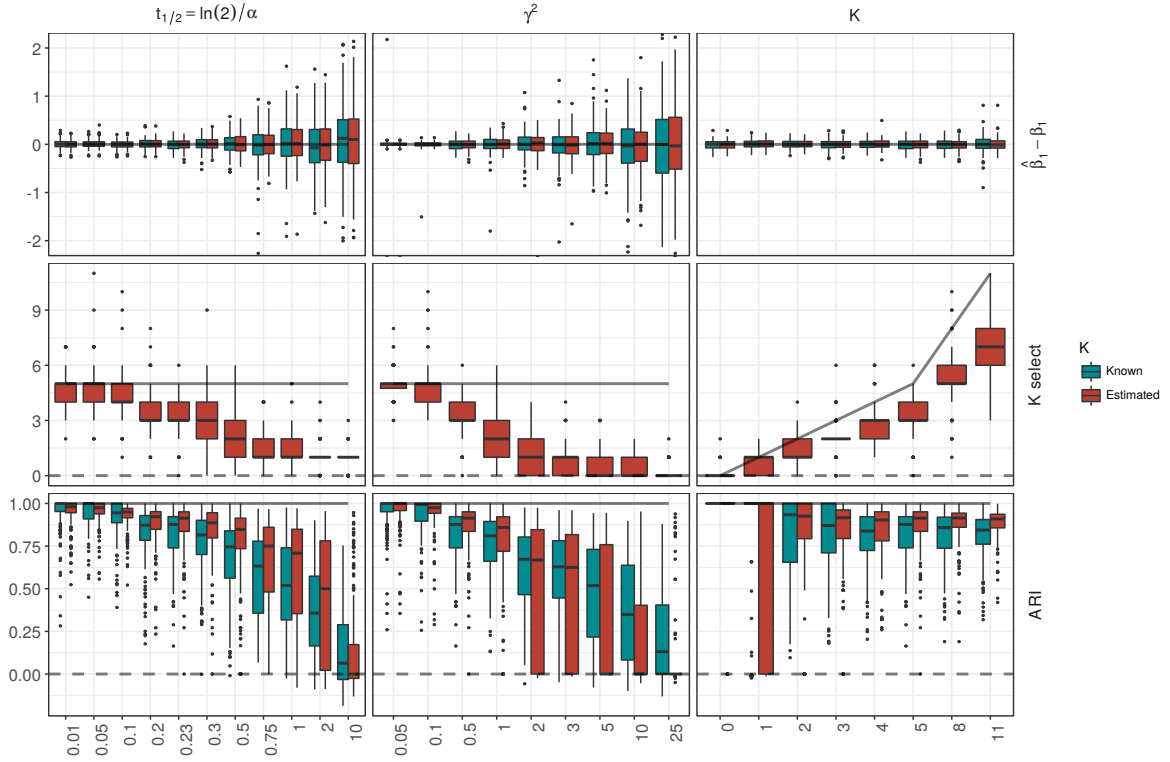 t1/2 = ln(2)/α
γ²
K
2
1
0
-1
-2
β̂1 − β1
9
6
3
0
K select
K
Known
Estimated
1.00
0.75
0.50
0.25
0.00
ARI
0.01 0.05 0.1 0.2 0.23 0.3 0.5 0.75 1 2 10
0.05 0.1 0.5 1 2 3 5 10 25
0 1 2 3 4 5 8 11